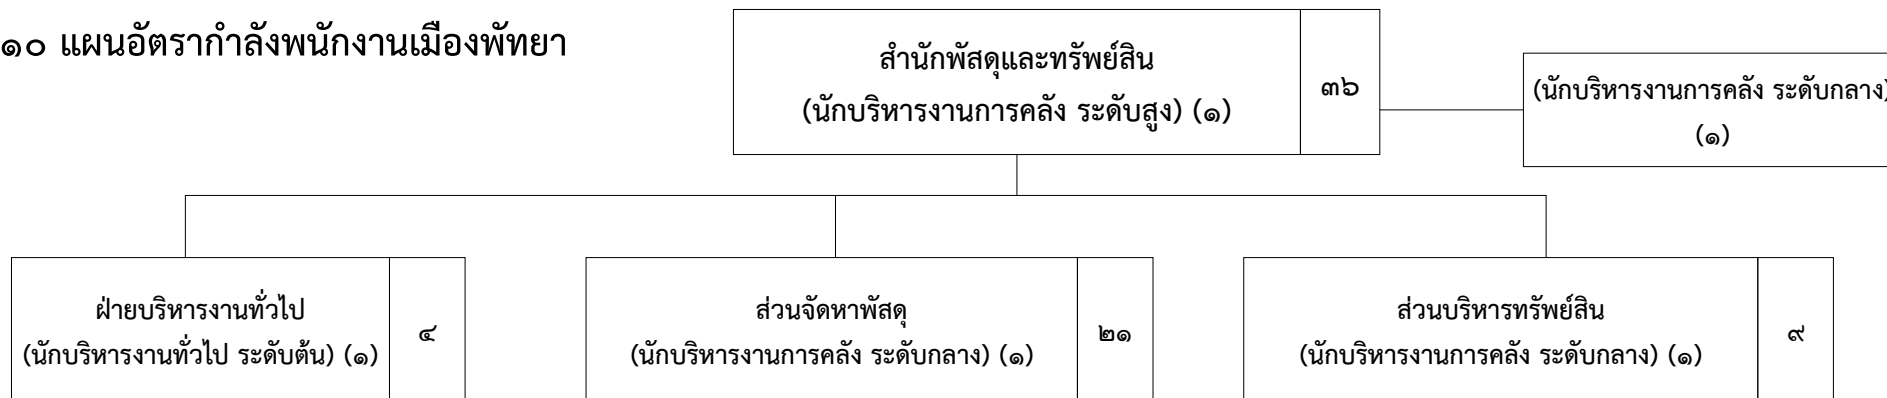 ๑๐ แผนอัตรากำลังพนักงานเมืองพัทยา
สำนักพัสดุและทรัพย์สิน
(นักบริหารงานการคลัง ระดับสูง) (๑)
๓๖
(นักบริหารงานการคลัง ระดับกลาง)
(๑)
ฝ่ายบริหารงานทั่วไป
(นักบริหารงานทั่วไป ระดับต้น) (๑)
๔
ส่วนจัดหาพัสดุ
(นักบริหารงานการคลัง ระดับกลาง) (๑)
๒๑
ส่วนบริหารทรัพย์สิน
(นักบริหารงานการคลัง ระดับกลาง) (๑)
๙